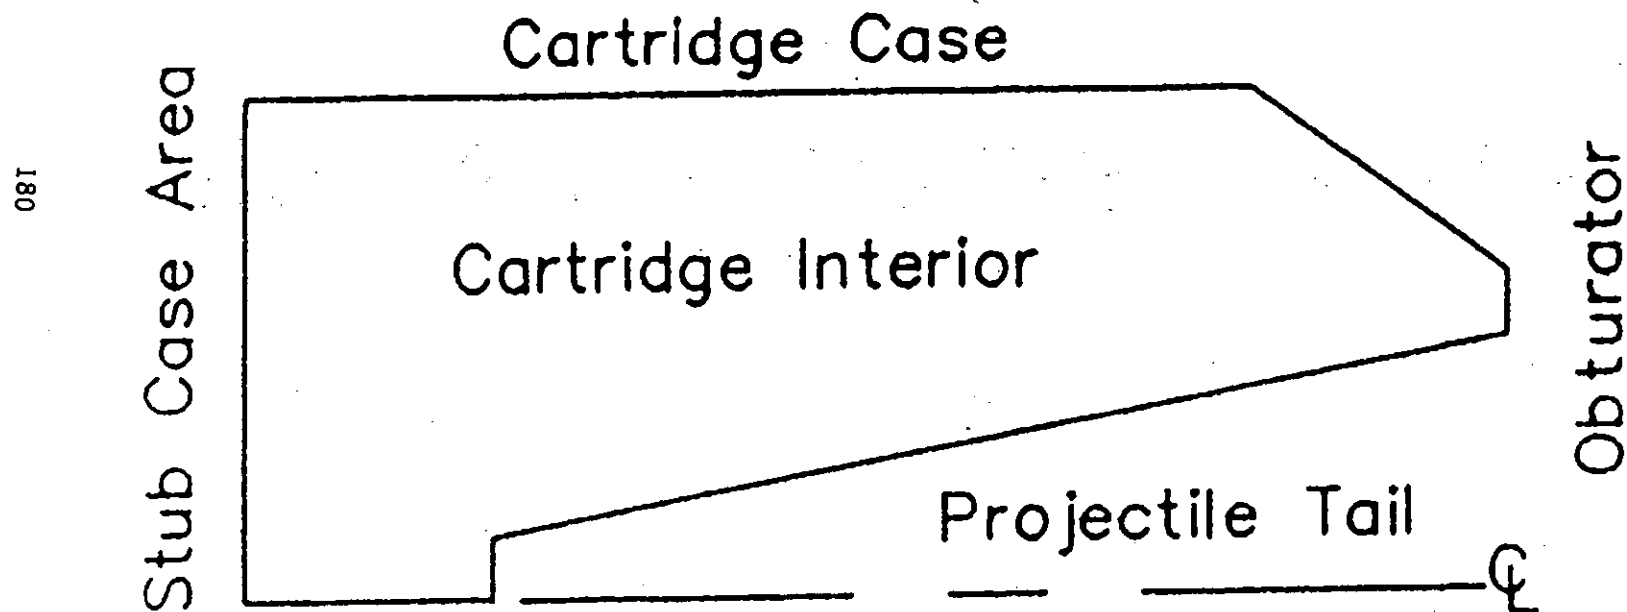 Cartridge Case
Stub Case Area
180
Cartridge Interior
Obturator
Projectile Tail
℄